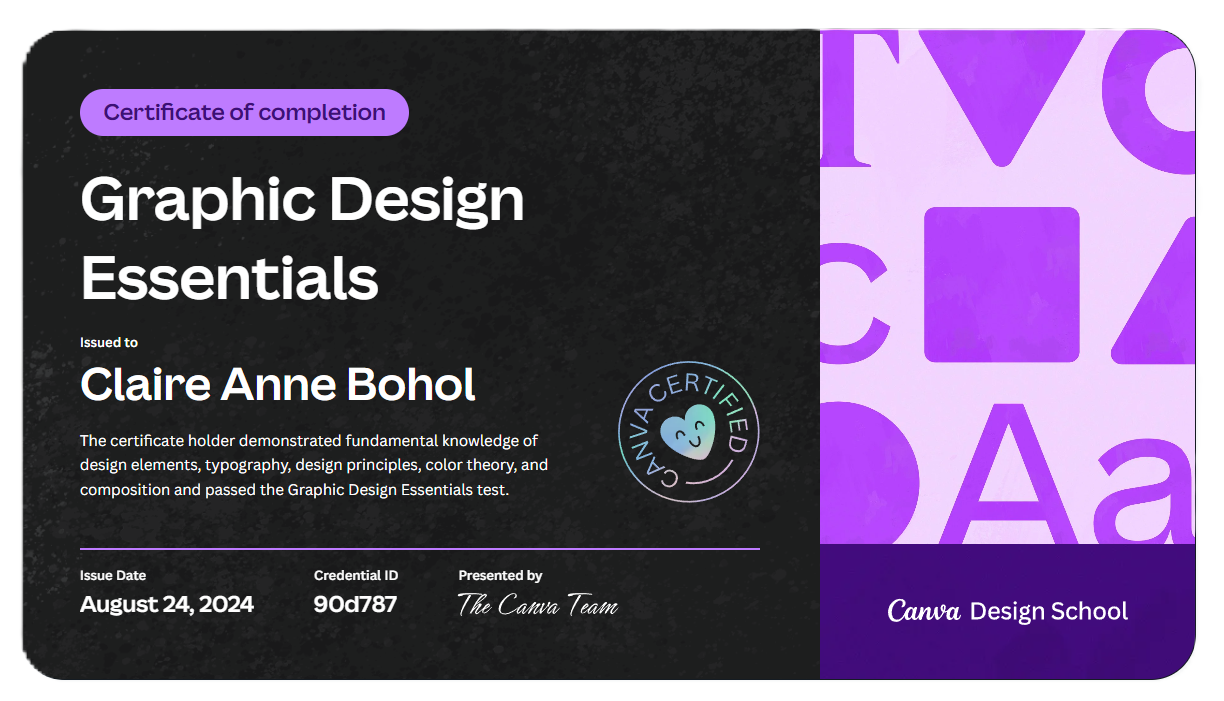 Certificate of completion
Graphic Design
Essentials
Issued to
Claire Anne Bohol
The certificate holder demonstrated fundamental knowledge of
design elements, typography, design principles, color theory, and
composition and passed the Graphic Design Essentials test.
CANVA CERTIFIED
Issue Date
August 24, 2024
Credential ID
90d787
Presented by
The Canva Team
r
c
Aa
Canva Design School